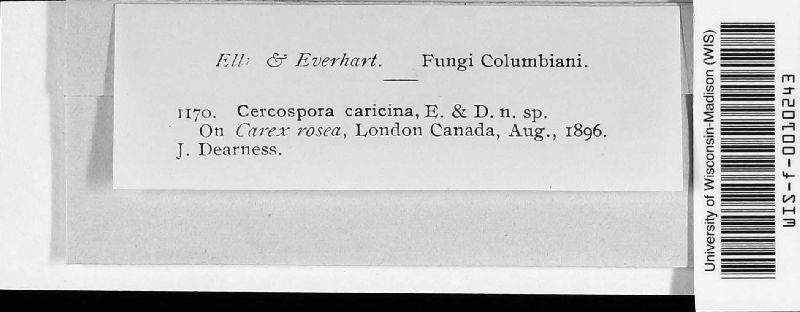 Ell: & Everhart. Fungi Columbiani.
1170. Cercospora caricina, E. & D. n. sp.
On Carex rosea, London Canada, Aug., 1896.
J. Dearness.
University of Wisconsin-Madison (WIS)
WIS-f-0010243